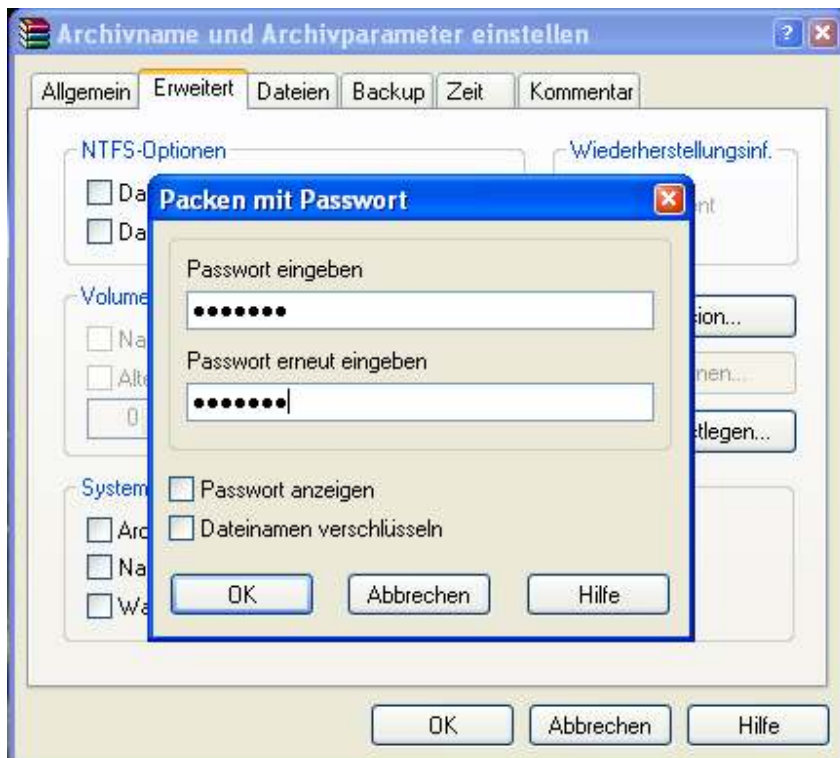 Archivname und Archivparameter einstellen
Allgemein Erweitert Dateien Backup Zeit Kommentar
NTFS-Optionen Wiederherstellungsinf.
Packen mit Passwort
Passwort eingeben
•••••••
Passwort erneut eingeben
•••••••
0
Passwort anzeigen
Dateinamen verschlüsseln
OK Abbrechen Hilfe
OK Abbrechen Hilfe